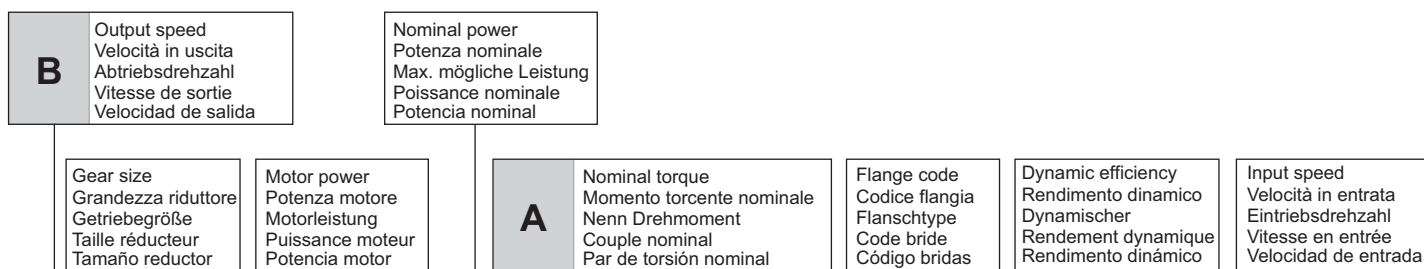 B
Output speed
Velocità in uscita
Abtriebsdrehzahl
Vitesse de sortie
Velocidad de salida
Nominal power
Potenza nominale
Max. mögliche Leistung
Poissance nominale
Potencia nominal
Gear size
Grandezza riduttore
Getriebegröße
Taille réducteur
Tamaño reductor
Motor power
Potenza motore
Motorleistung
Puissance moteur
Potencia motor
A
Nominal torque
Momento torcente nominale
Nenn Drehmoment
Couple nominal
Par de torsión nominal
Flange code
Codice flangia
Flanschtype
Code bride
Código bridas
Dynamic efficiency
Rendimento dinamico
Dynamischer
Rendement dynamique
Rendimento dinámico
Input speed
Velocità in entrata
Eintriebsdrehzahl
Vitesse en entrée
Velocidad de entrada